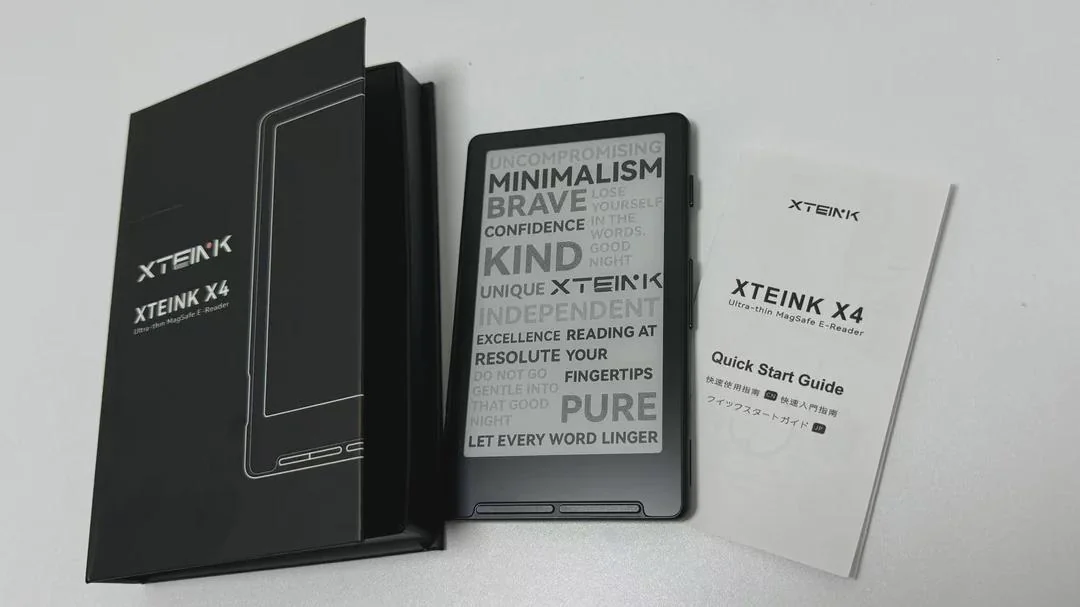 XTEINK
XTEINK X4
Ultra-thin MagSafe E-Reader
UNCOMPROMISING
MINIMALISM
BRAVE
LOSE
YOURSELF
IN THE
WORDS.
GOOD
NIGHT
CONFIDENCE
KIND
UNIQUE XTEINK
INDEPENDENT
EXCELLENCE READING AT
RESOLUTE YOUR
FINGERTIPS
DO NOT GO
GENTLE INTO
THAT GOOD
NIGHT
PURE
LET EVERY WORD LINGER
XTEINK
XTEINK X4
Ultra-thin MagSafe E-Reader
Quick Start Guide
快速使用指南 CN 快速入門指南
クイックスタートガイド JP